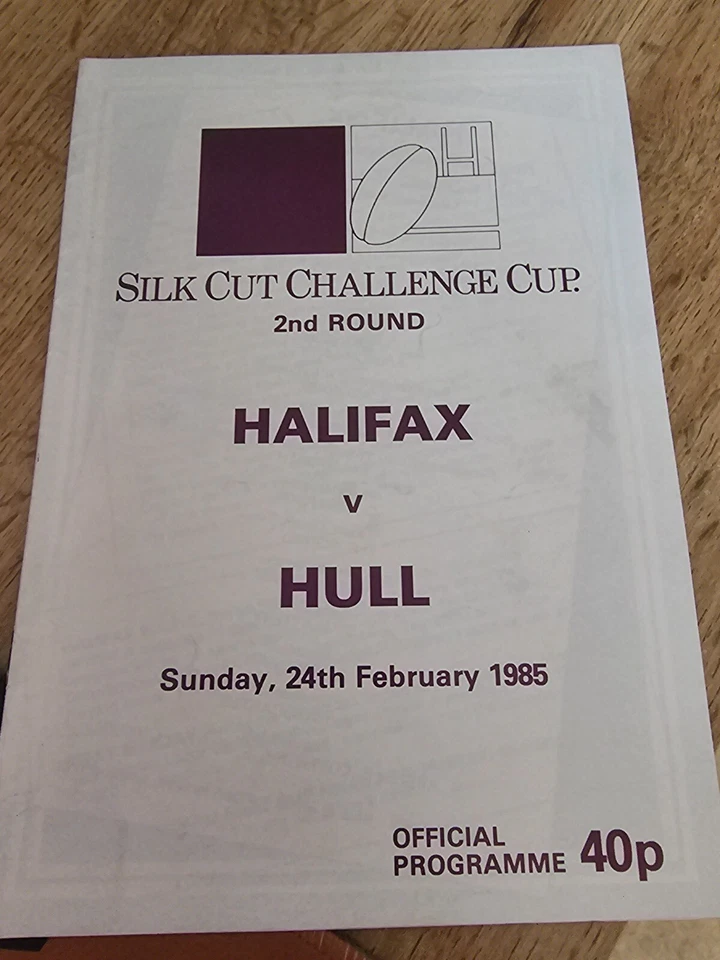 SILK CUT CHALLENGE CUP.
2nd ROUND
HALIFAX
v
HULL
Sunday, 24th February 1985
OFFICIAL
PROGRAMME 40p